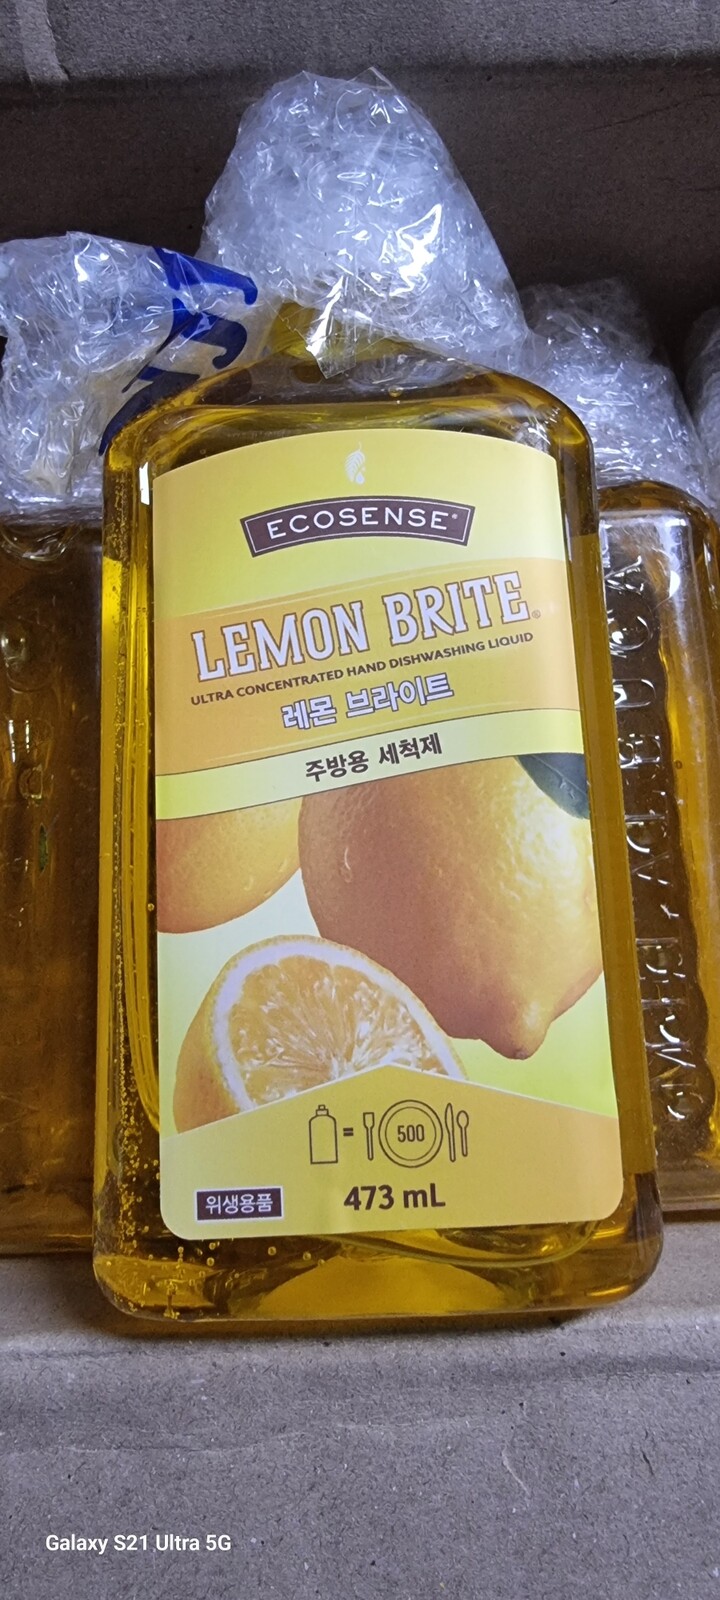 ECOSENSE®
LEMON BRITE®
ULTRA CONCENTRATED HAND DISHWASHING LIQUID
레몬 브라이트
주방용 세척제
= 500
위생용품 473 mL
Galaxy S21 Ultra 5G